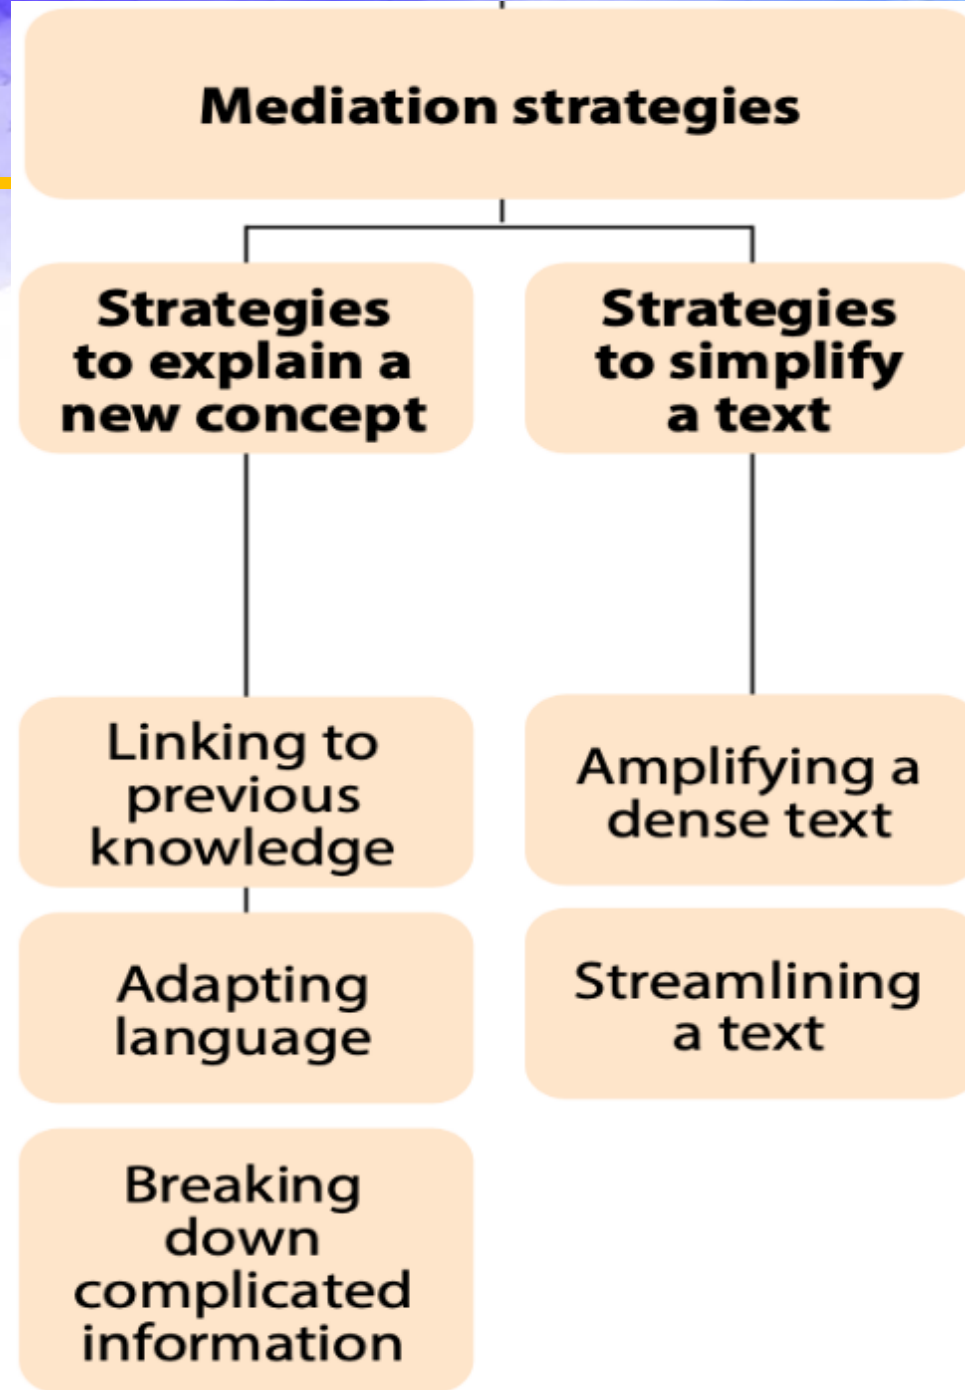 Mediation strategies
Strategies
to explain a
new concept
Strategies
to simplify
a text
Linking to
previous
knowledge
Amplifying a
dense text
Adapting
language
Streamlining
a text
Breaking
down
complicated
information